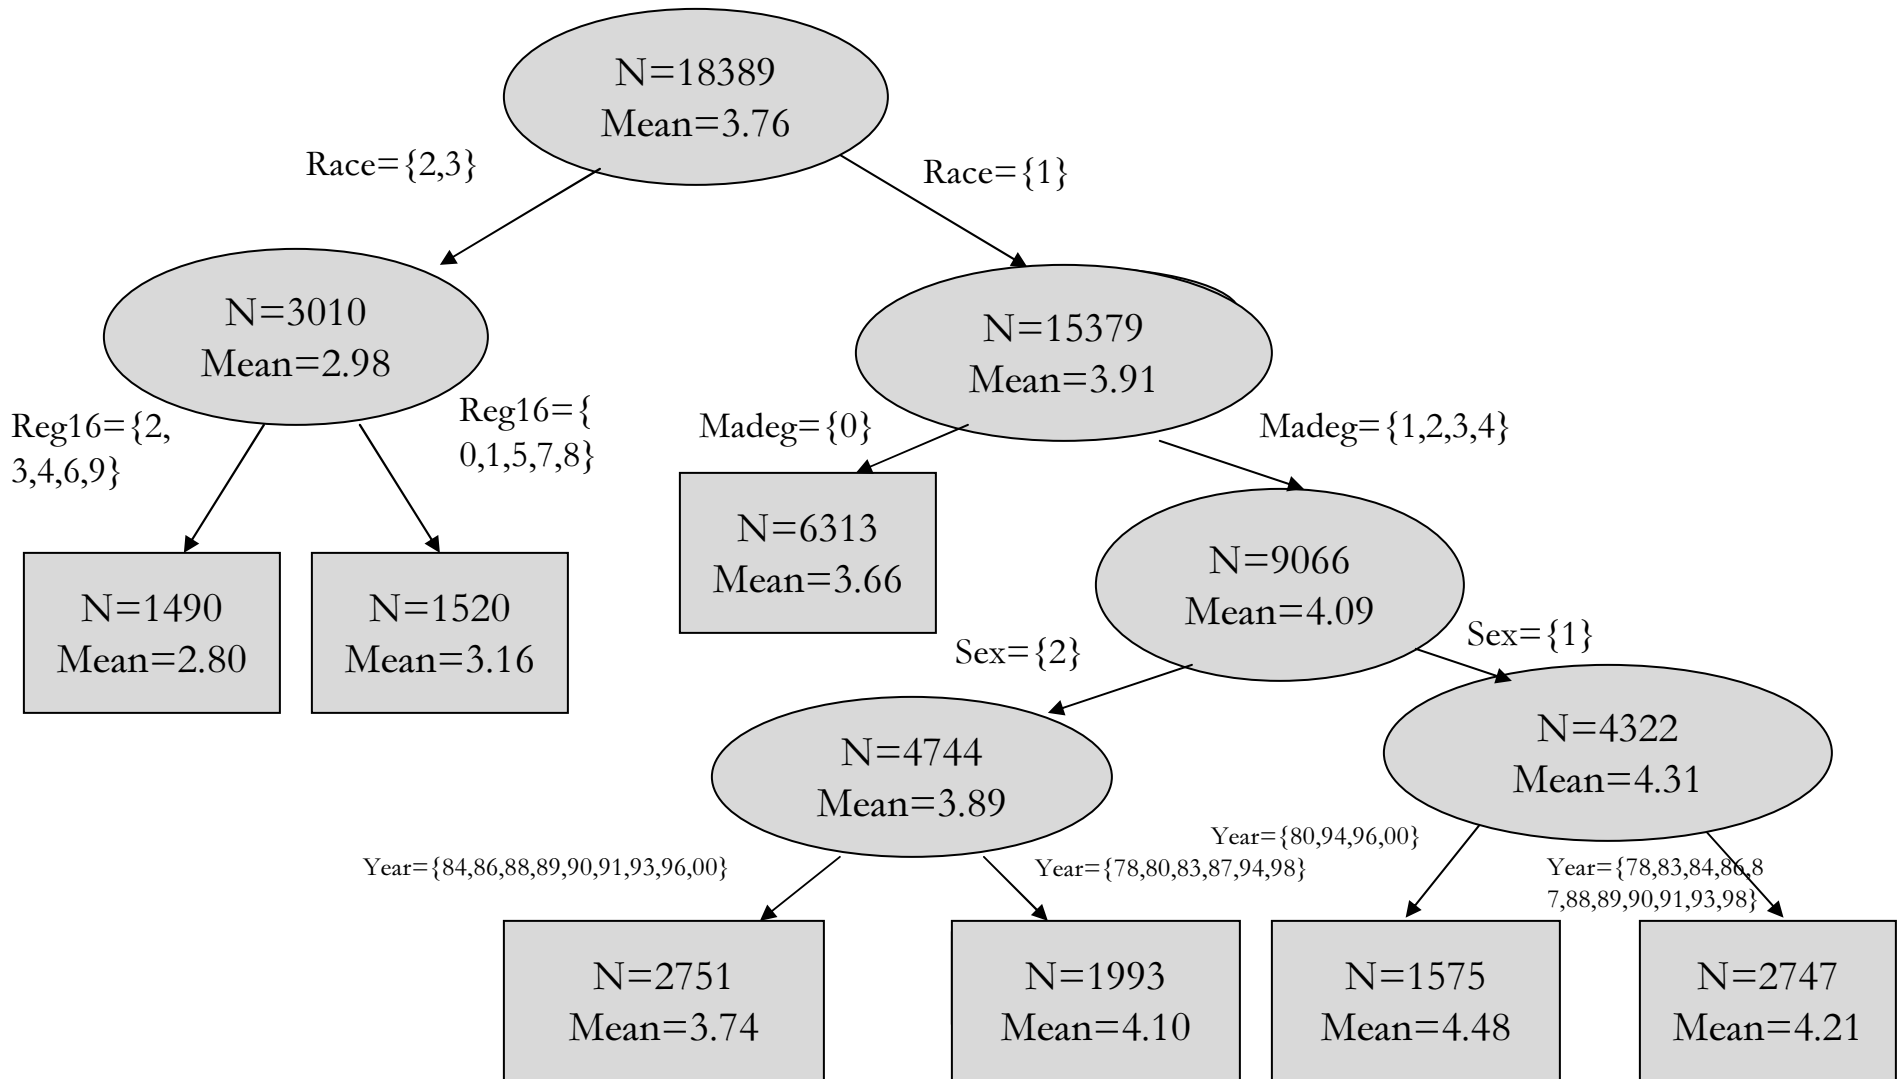 N=18389
Mean=3.76
Race={2,3}
Race={1}
N=3010
Mean=2.98
N=15379
Mean=3.91
Reg16={2,
3,4,6,9}
Reg16={
0,1,5,7,8}
Madeg={0}
Madeg={1,2,3,4}
N=1490
Mean=2.80
N=1520
Mean=3.16
N=6313
Mean=3.66
N=9066
Mean=4.09
Sex={2}
Sex={1}
N=4744
Mean=3.89
N=4322
Mean=4.31
Year={84,86,88,89,90,91,93,96,00}
Year={78,80,83,87,94,98}
Year={80,94,96,00}
Year={78,83,84,86,8
7,88,89,90,91,93,98}
N=2751
Mean=3.74
N=1993
Mean=4.10
N=1575
Mean=4.48
N=2747
Mean=4.21